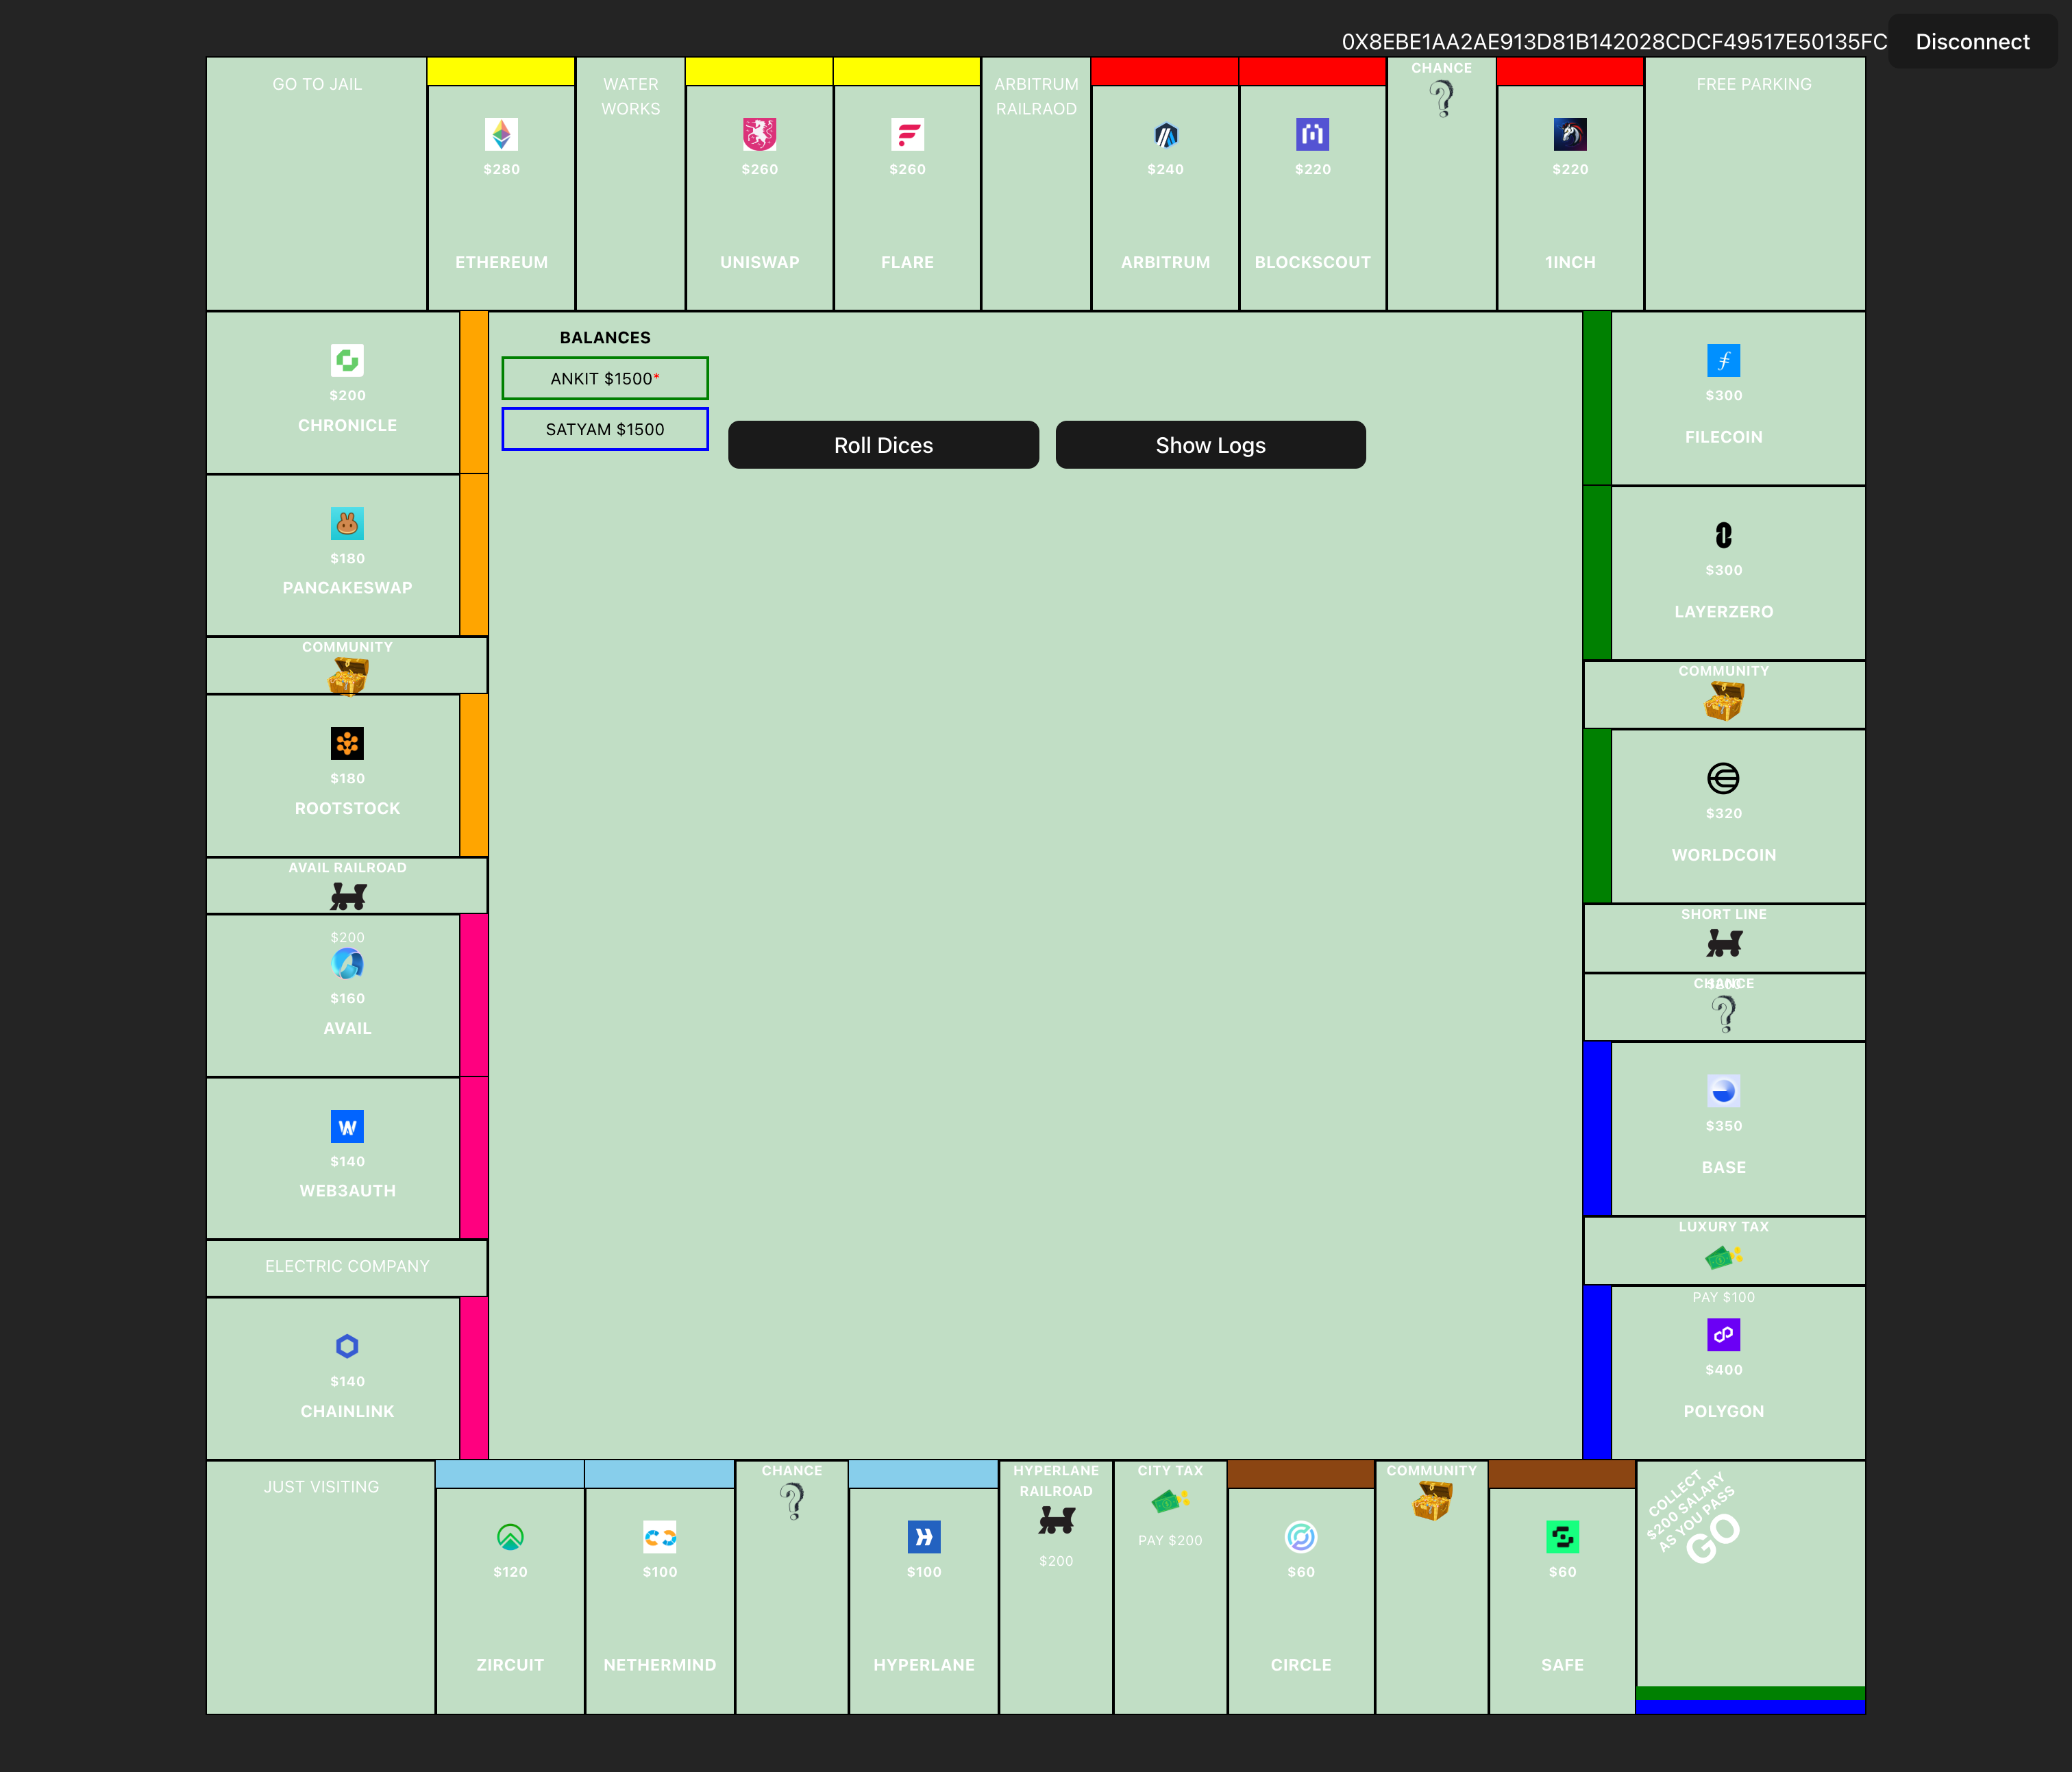 0X8EBE1AA2AE913D81B142028CDCF49517E50135FC
Disconnect
GO TO JAIL
$280
ETHEREUM
WATER
WORKS
$260
UNISWAP
$260
FLARE
ARBITRUM
RAILRAOD
$240
ARBITRUM
$220
BLOCKSCOUT
CHANCE
$220
1INCH
FREE PARKING
$200
CHRONICLE
$180
PANCAKESWAP
COMMUNITY
$180
ROOTSTOCK
AVAIL RAILROAD
$200
$160
AVAIL
$140
WEB3AUTH
ELECTRIC COMPANY
$140
CHAINLINK
BALANCES
ANKIT $1500*
SATYAM $1500
Roll Dices
Show Logs
$300
FILECOIN
$300
LAYERZERO
COMMUNITY
$320
WORLDCOIN
SHORT LINE
CHANCE
$350
BASE
LUXURY TAX
PAY $100
$400
POLYGON
JUST VISITING
$120
ZIRCUIT
$100
NETHERMIND
CHANCE
$100
HYPERLANE
HYPERLANE
RAILROAD
$200
CITY TAX
PAY $200
$60
CIRCLE
COMMUNITY
$60
SAFE
COLLECT
$200 SALARY
AS YOU PASS
GO